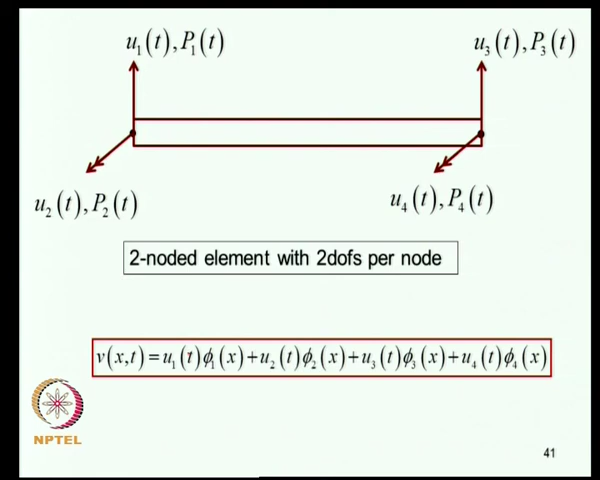 u₁(t), P₁(t)
u₃(t), P₃(t)
u₂(t), P₂(t)
u₄(t), P₄(t)
2-noded element with 2dofs per node
v(x,t) = u₁(t)ϕ₁(x)+u₂(t)ϕ₂(x)+u₃(t)ϕ₃(x)+u₄(t)ϕ₄(x)
NPTEL
41